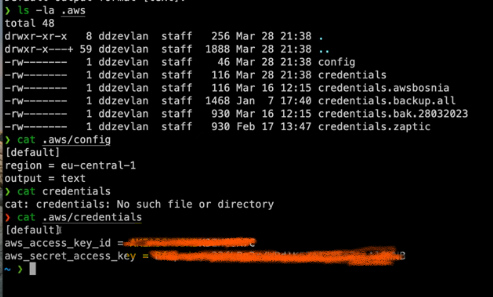 ❯ ls -la .aws
total 48
drwxr-xr-x 8 ddzevlan staff 256 Mar 28 21:38 .
drwxr-x---+ 59 ddzevlan staff 1888 Mar 28 21:38 ..
-rw------- 1 ddzevlan staff 46 Mar 28 21:38 config
-rw------- 1 ddzevlan staff 116 Mar 28 21:38 credentials
-rw------- 1 ddzevlan staff 116 Mar 16 12:15 credentials.awsbosnia
-rw------- 1 ddzevlan staff 1468 Jan 7 17:40 credentials.backup.all
-rw------- 1 ddzevlan staff 930 Mar 16 12:15 credentials.bak.28032023
-rw------- 1 ddzevlan staff 930 Feb 17 13:47 credentials.zaptic
❯ cat .aws/config
[default]
region = eu-central-1
output = text
❯ cat credentials
cat: credentials: No such file or directory
❯ cat .aws/credentials
[default]
aws_access_key_id =
aws_secret_access_key =
~ ❯